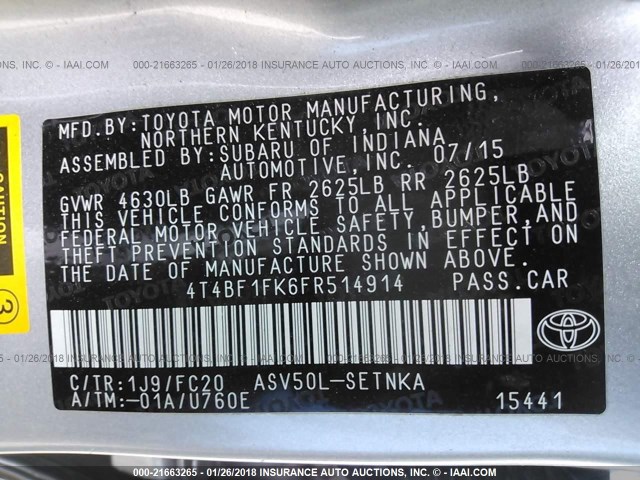 000-21663265 - 01/26/2018 INSURANCE AUTO AUCTIONS, INC. - IAAI.COM
MFD.BY:TOYOTA MOTOR MANUFACTURING,
NORTHERN KENTUCKY,INC.
ASSEMBLED BY:SUBARU OF INDIANA
AUTOMOTIVE,INC. 07/15
GVWR 4630LB GAWR FR 2625LB RR 2625LB
THIS VEHICLE CONFORMS TO ALL APPLICABLE
FEDERAL MOTOR VEHICLE SAFETY,BUMPER,AND
THEFT PREVENTION STANDARDS IN EFFECT ON
THE DATE OF MANUFACTURE SHOWN ABOVE.
4T4BF1FK6FR514914 PASS.CAR
TOYOTA
C/TR:1J9/FC20 ASV50L-SETNKA
A/TM:-01A/U760E 15441
CAUTION
3
000-21663265 - 01/26/2018 INSURANCE AUTO AUCTIONS, INC. - IAAI.COM